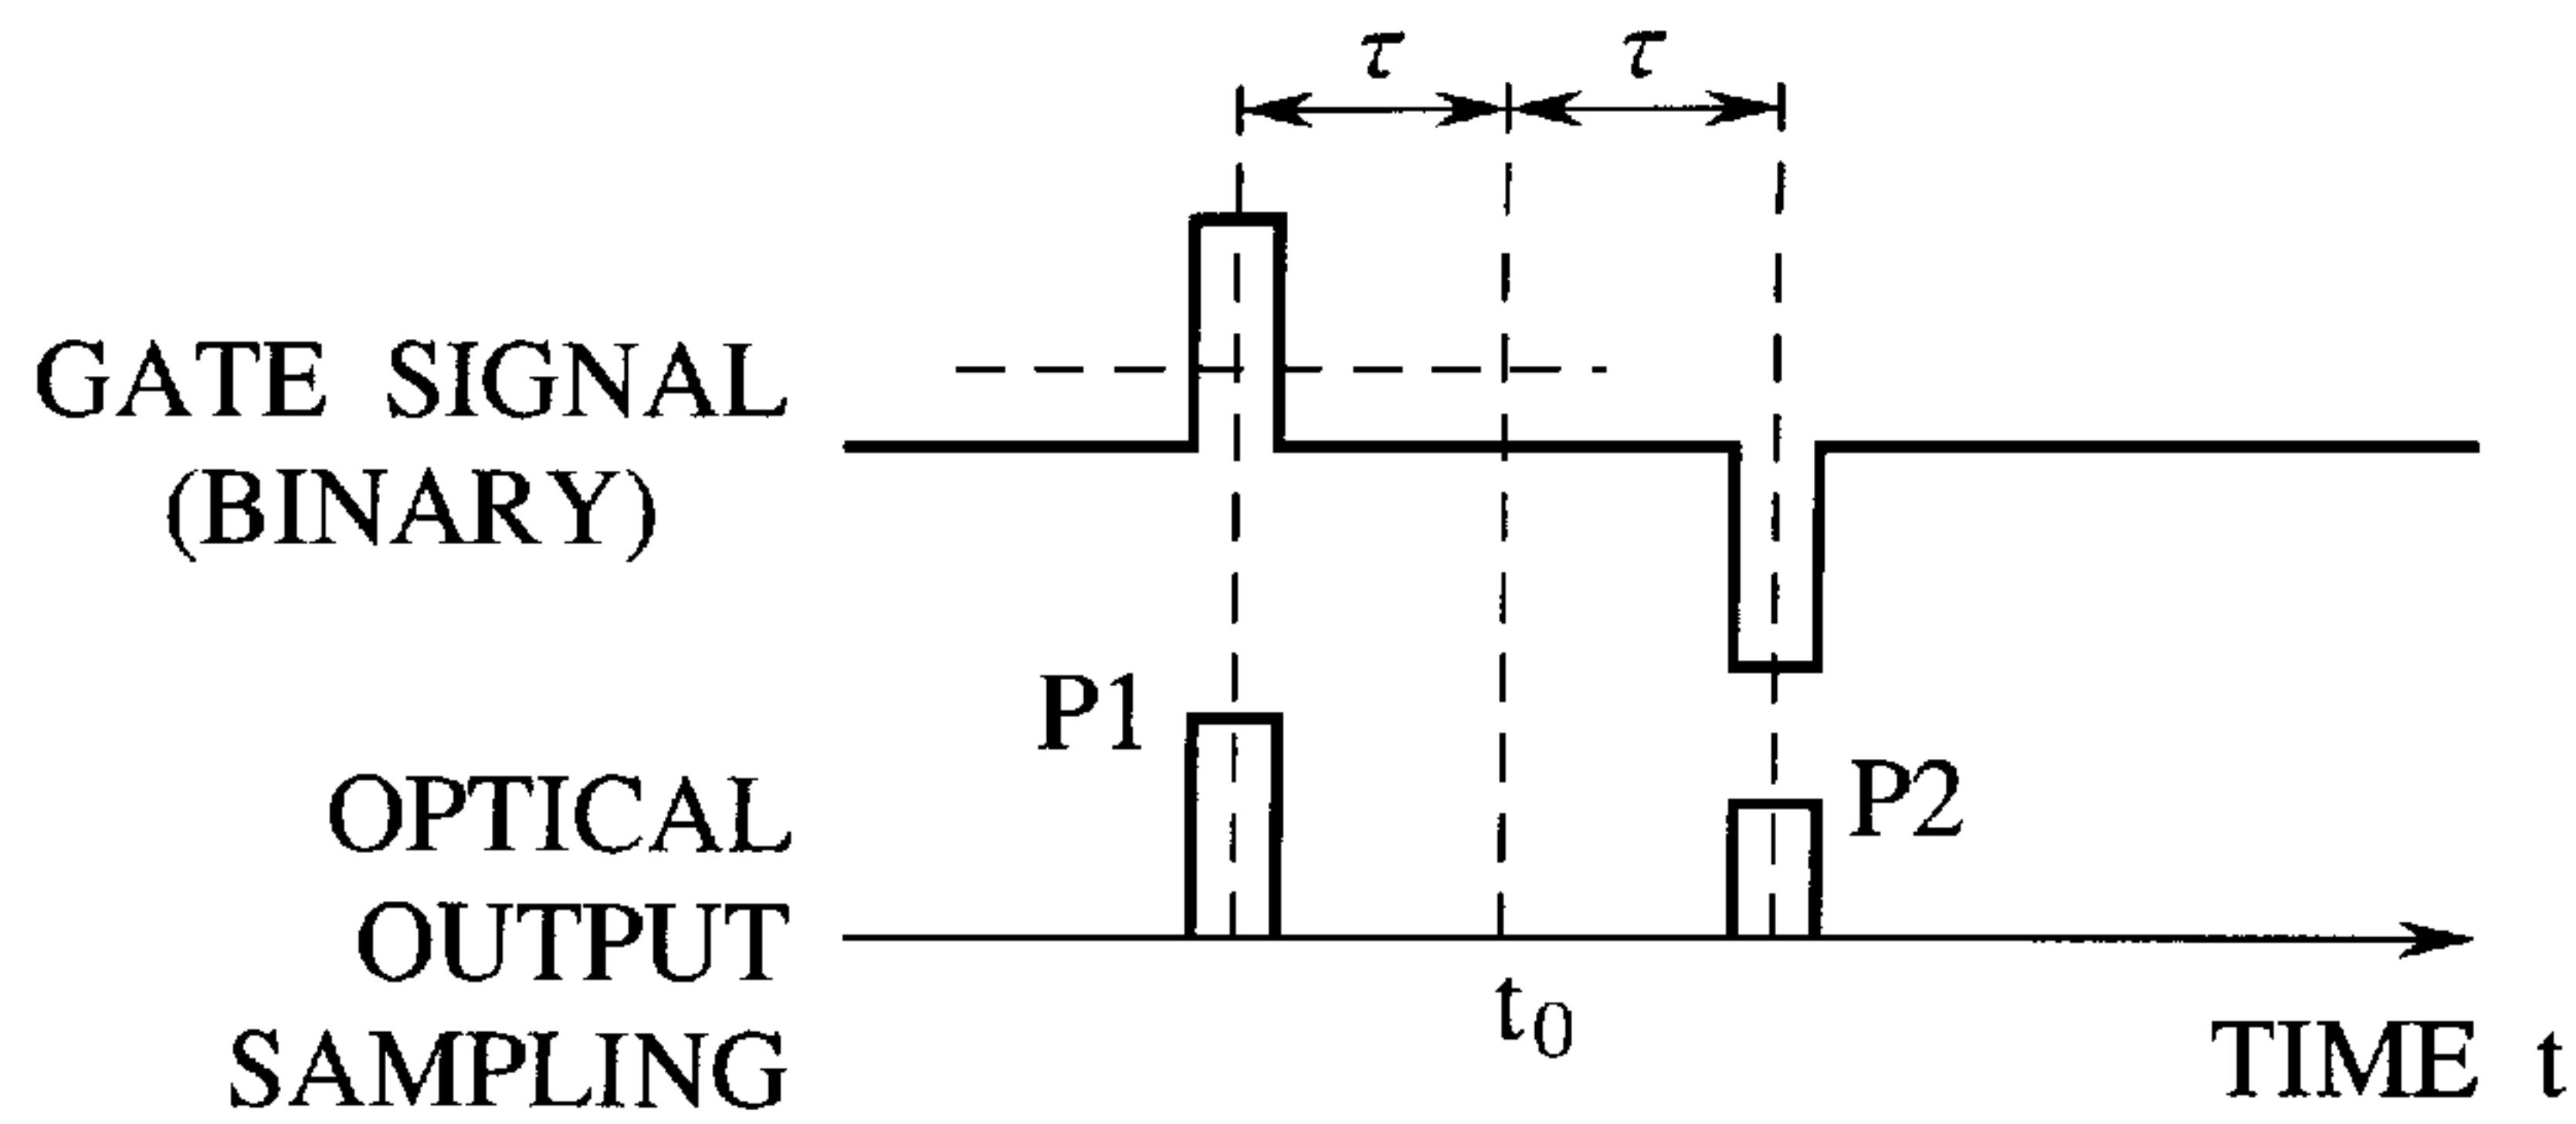 τ τ
GATE SIGNAL
(BINARY)
P1
P2
OPTICAL
OUTPUT
SAMPLING
t₀
TIME t